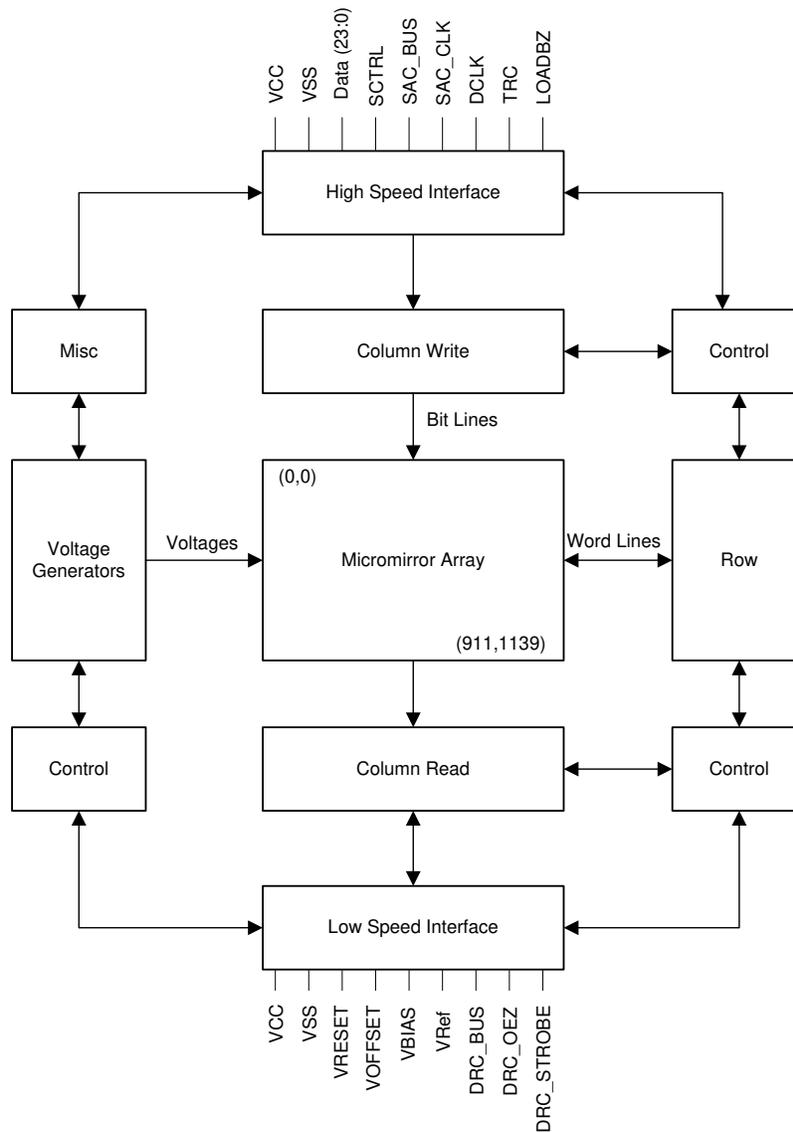 VCC
VSS
Data (23:0)
SCTRL
SAC_BUS
SAC_CLK
DCLK
TRC
LOADBZ
High Speed Interface
Misc
Column Write
Control
Bit Lines
(0,0)
Voltage
Generators
Voltages
Micromirror Array
Word Lines
Row
(911,1139)
Control
Column Read
Control
Low Speed Interface
VCC
VSS
VRESET
VOFFSET
VBIAS
VRef
DRC_BUS
DRC_OEZ
DRC_STROBE